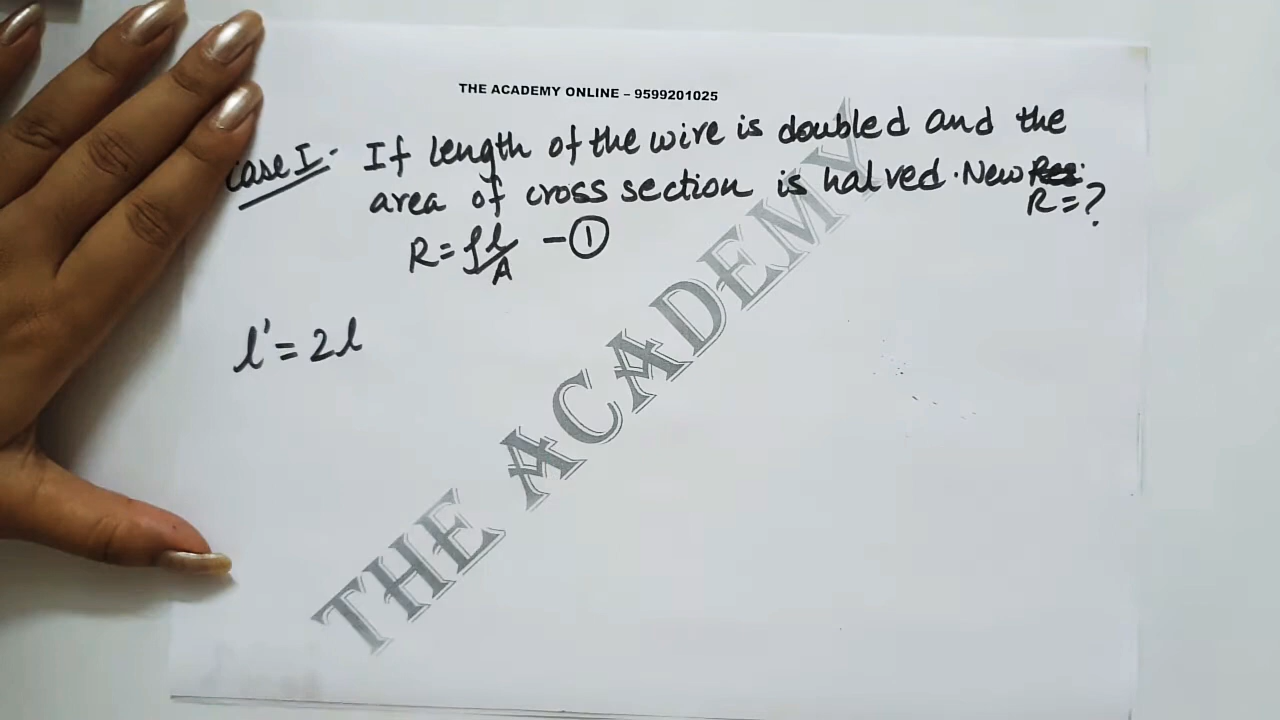 THE ACADEMY ONLINE – 9599201025
Case I. If length of the wire is doubled and the
area of cross section is halved. New
R = ?
R = ρl/A - ①
l' = 2l
THE ACADEMY